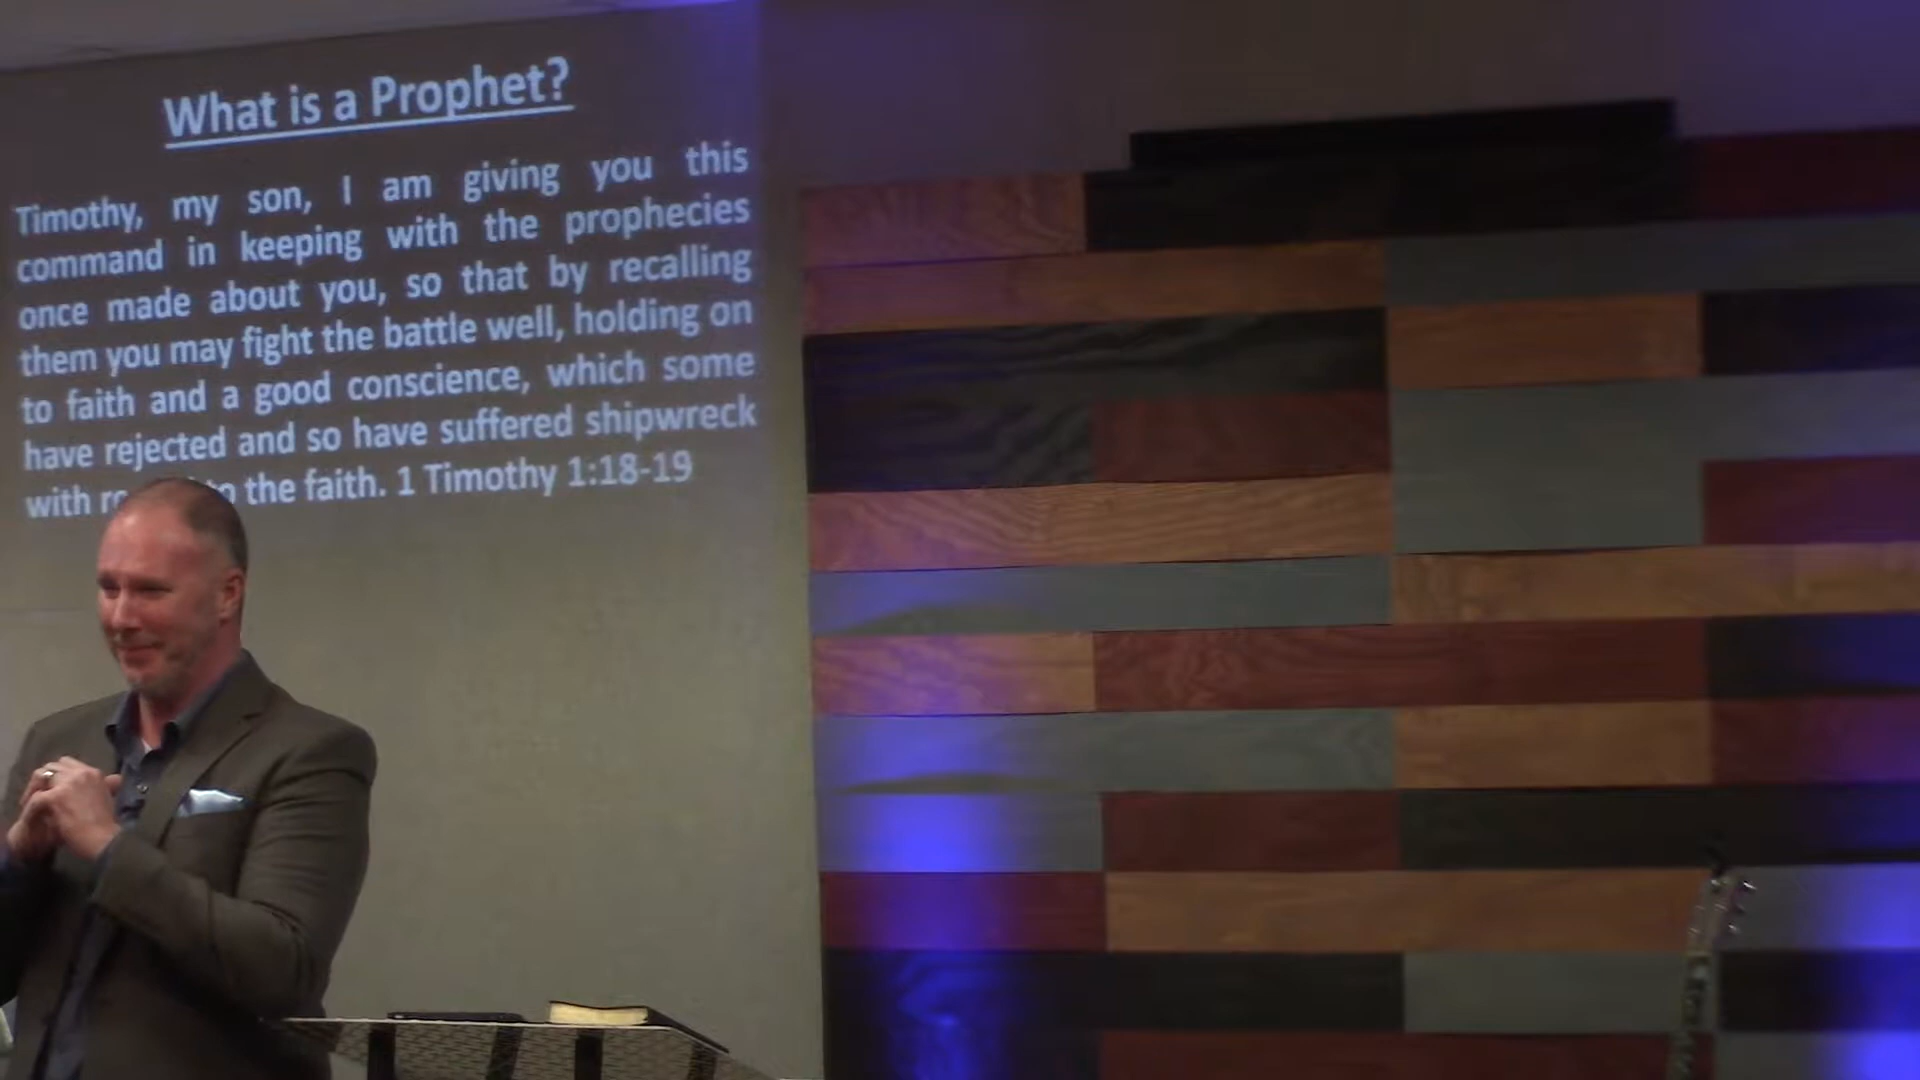 What is a Prophet?
Timothy, my son, I am giving you this
command in keeping with the prophecies
once made about you, so that by recalling
them you may fight the battle well, holding on
to faith and a good conscience, which some
have rejected and so have suffered shipwreck
with the faith. 1 Timothy 1:18-19